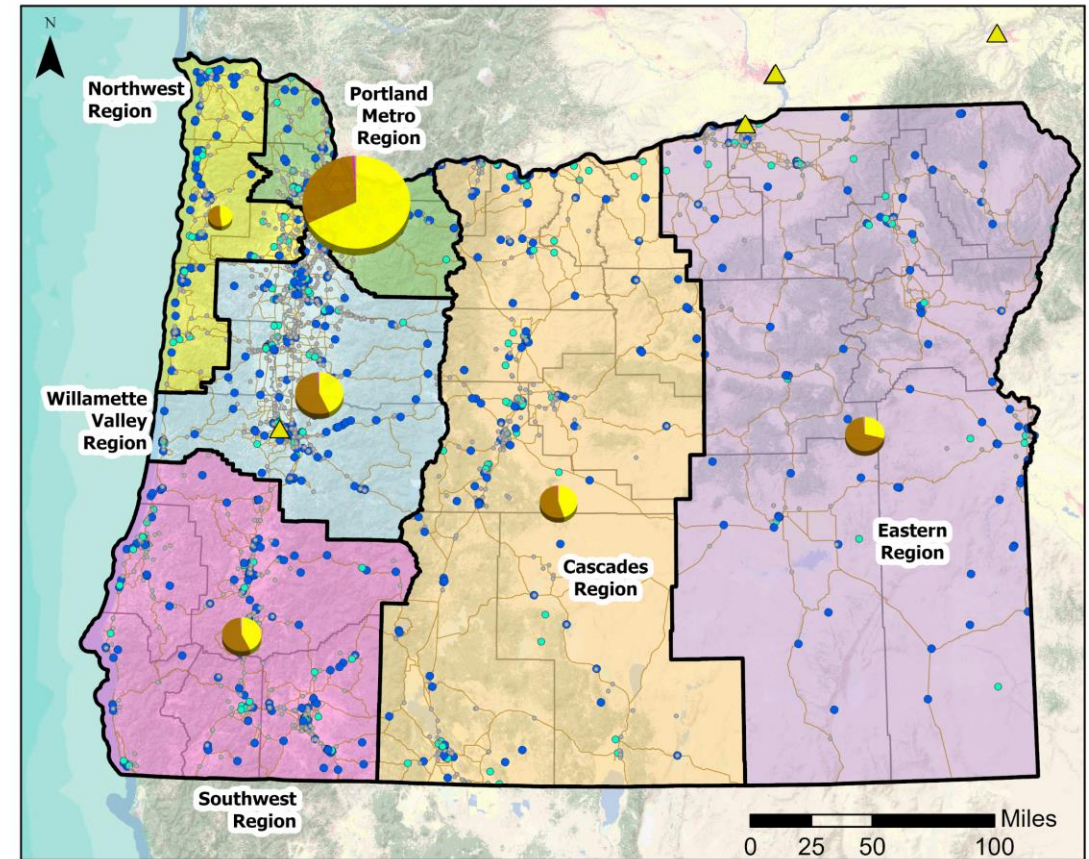 N
Northwest
Region
Portland
Metro
Region
Willamette
Valley
Region
Cascades
Region
Eastern
Region
Southwest
Region
Miles
0 25 50 100